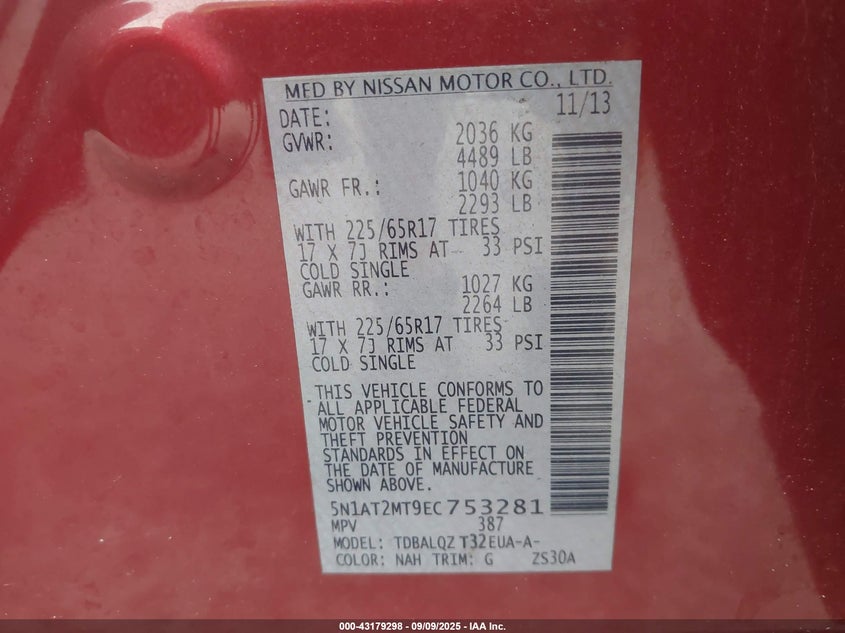 MFD BY NISSAN MOTOR CO., LTD.
DATE: 11/13
GVWR: 2036 KG
4489 LB
GAWR FR.: 1040 KG
2293 LB
WITH 225/65R17 TIRES
17 X 7J RIMS AT 33 PSI
COLD SINGLE
GAWR RR.: 1027 KG
2264 LB
WITH 225/65R17 TIRES
17 X 7J RIMS AT 33 PSI
COLD SINGLE
THIS VEHICLE CONFORMS TO
ALL APPLICABLE FEDERAL
MOTOR VEHICLE SAFETY AND
THEFT PREVENTION
STANDARDS IN EFFECT ON
THE DATE OF MANUFACTURE
SHOWN ABOVE.
5N1AT2MT9EC753281
MPV 387
MODEL: TDBALQZ T32EUA-A-
COLOR: NAH TRIM: G ZS30A
000-43179298 - 09/09/2025 - IAA Inc.